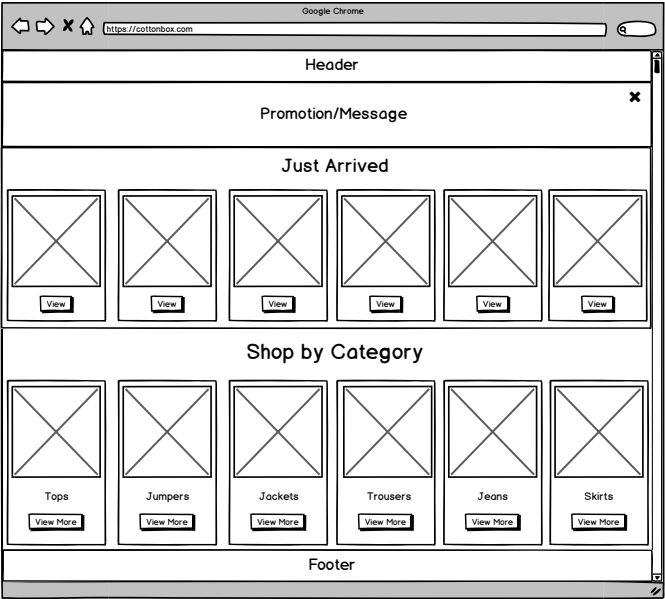 Google Chrome
https://cottonbox.com
Header
Promotion/Message
Just Arrived
View View View View View View
Shop by Category
Tops Jumpers Jackets Trousers Jeans Skirts
View More View More View More View More View More View More
Footer